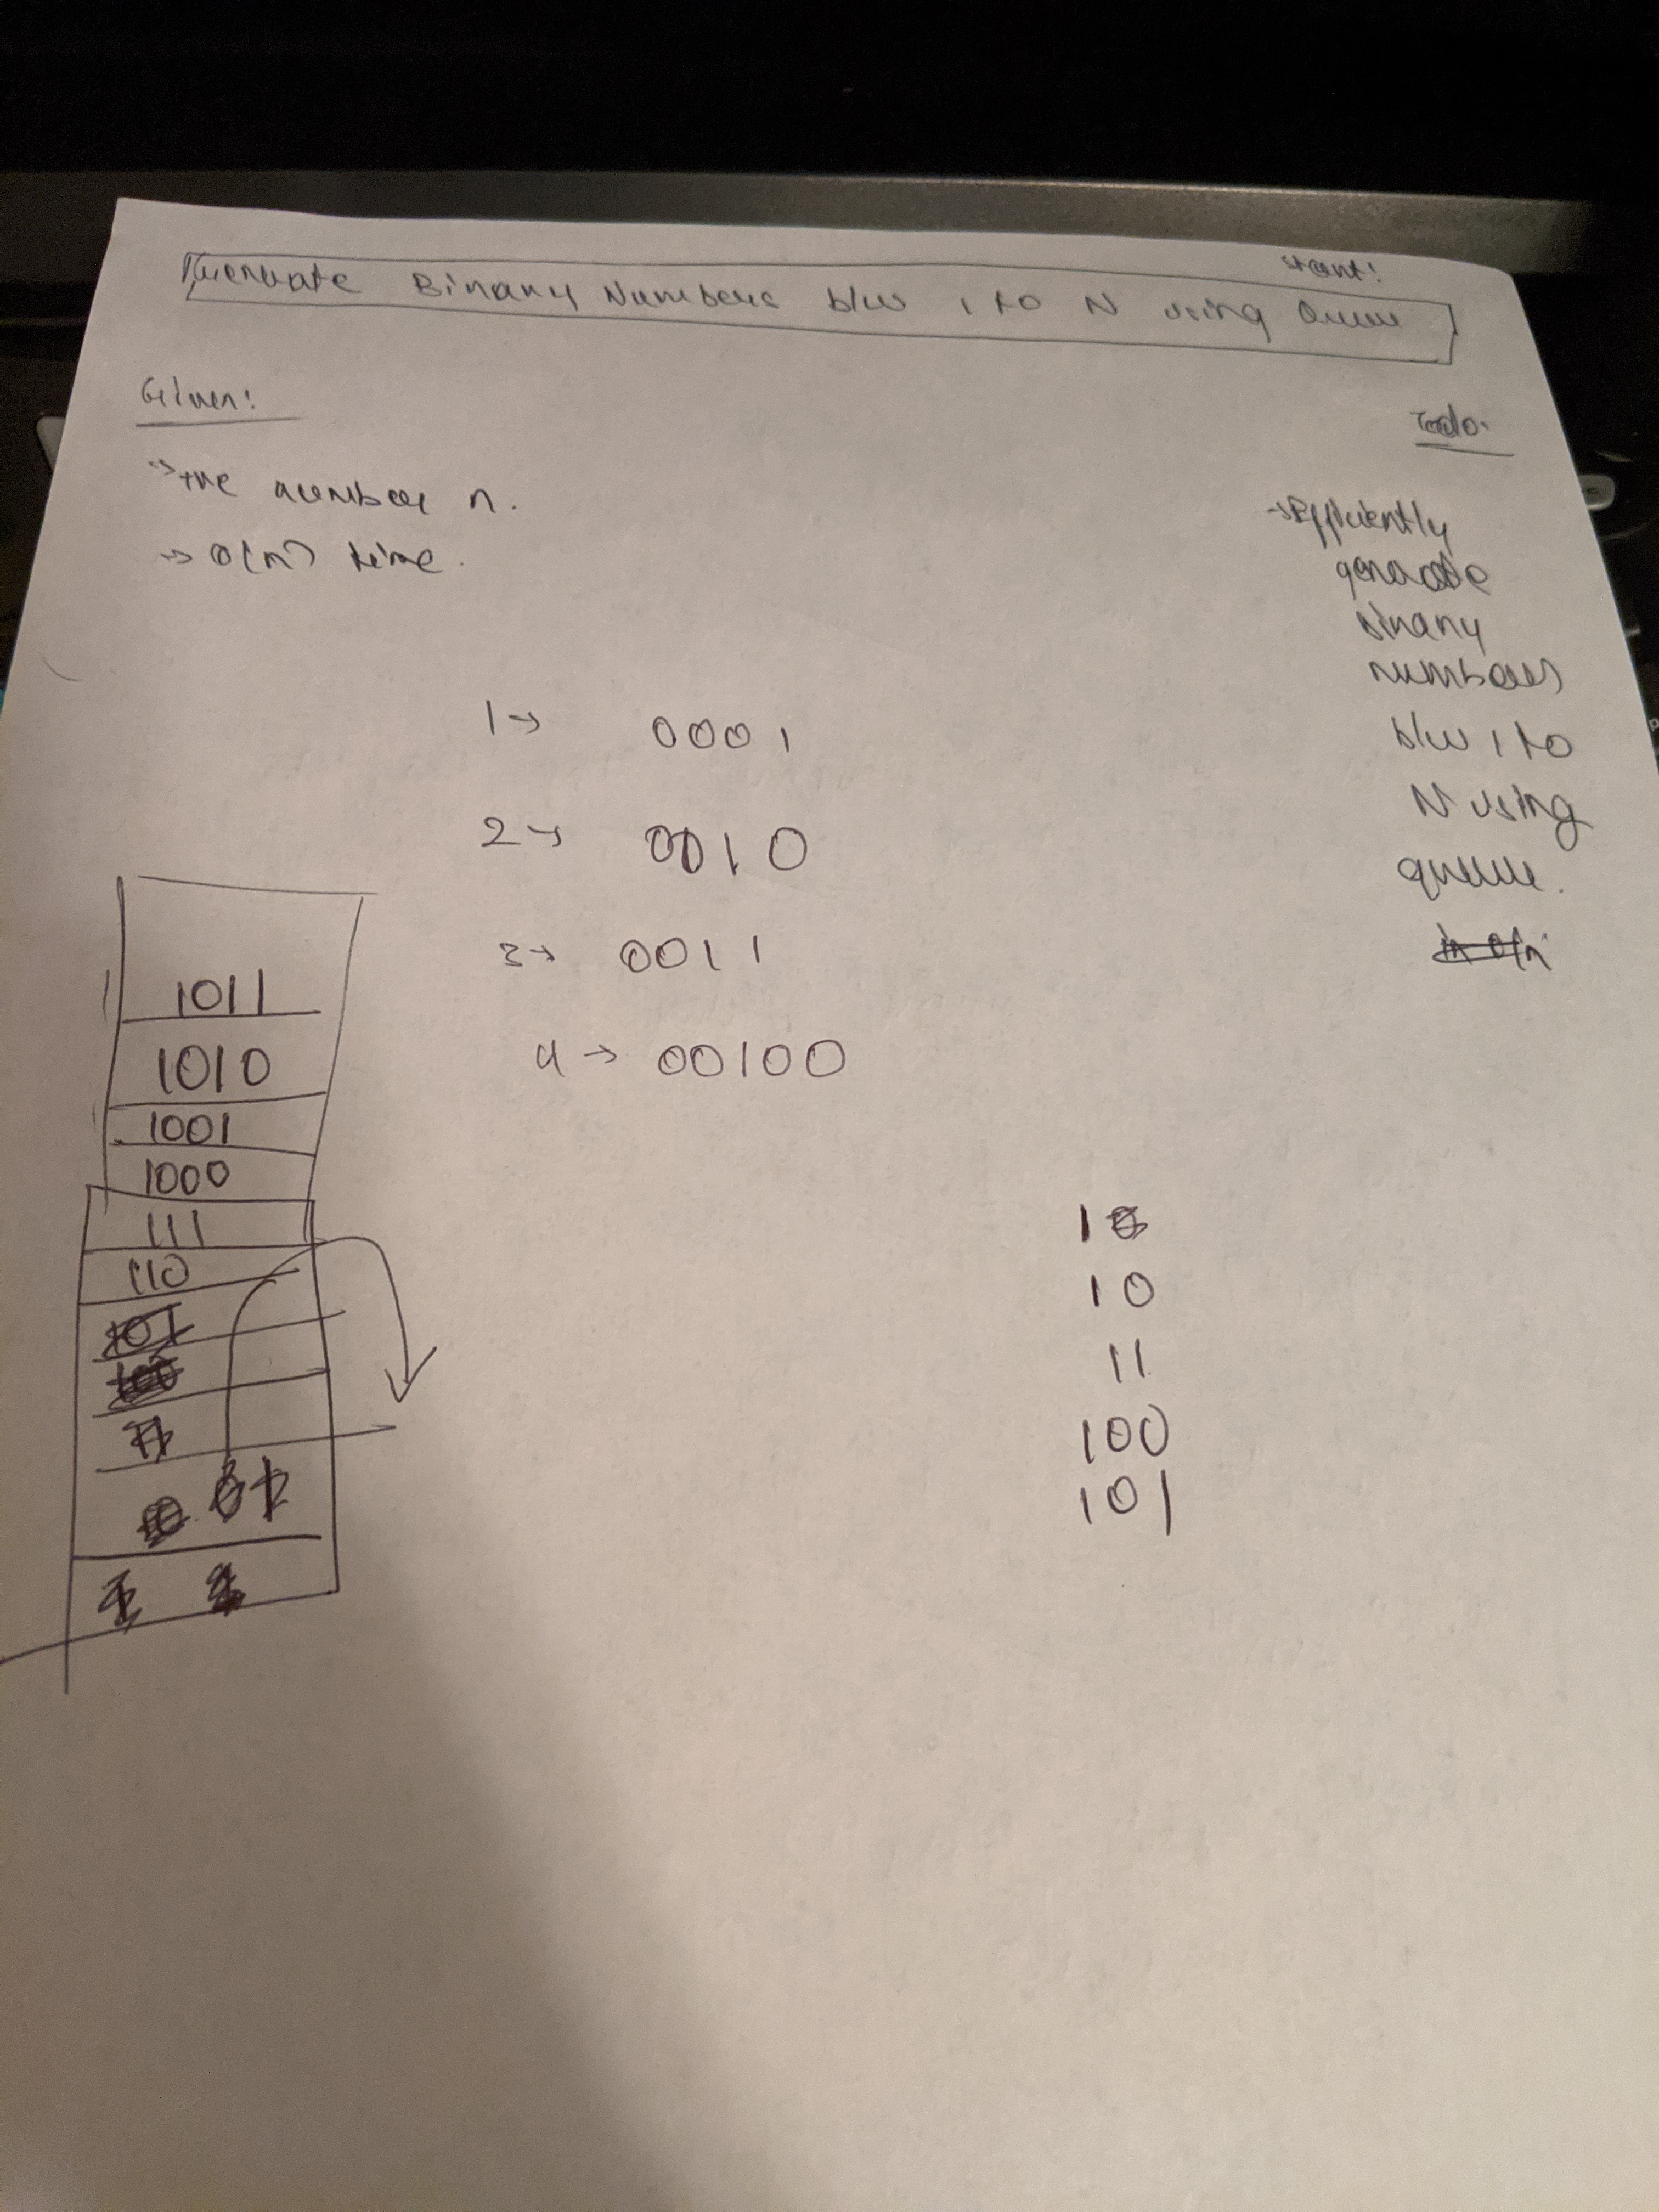 start!
Generate Binary Numbers b/w 1 to N using Queue
Given:
→ +ve number n.
→ O(n) time.
Todo:
→ Efficiently
generate
Binary
numbers
b/w 1 to
N using
queue.
in O(n
1 → 0001
2 → 0010
3 → 0011
4 → 00100
1011
1010
1001
1000
111
110
101
100
11
10
1
1
10
11
100
101